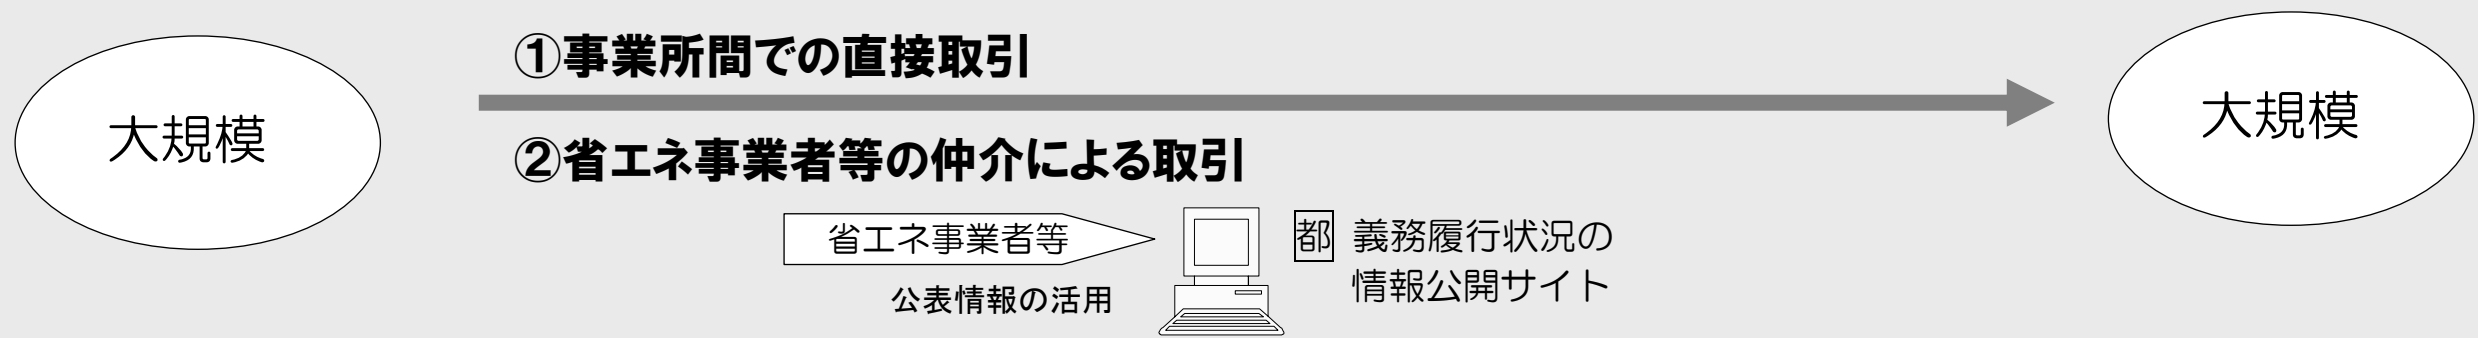 大規模
①事業所間での直接取引
②省エネ事業者等の仲介による取引
大規模
省エネ事業者等
公表情報の活用
都 義務履行状況の
情報公開サイト